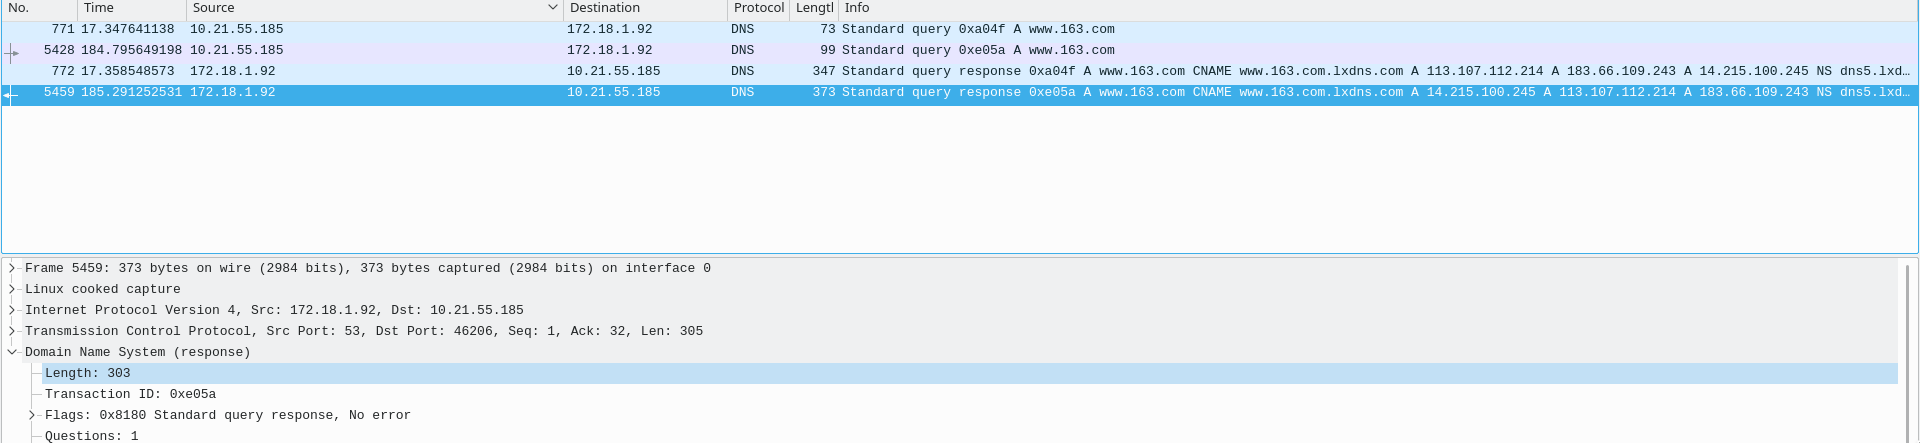 No. Time Source Destination Protocol Lengtl Info
771 17.347641138 10.21.55.185 172.18.1.92 DNS 73 Standard query 0xa04f A www.163.com
5428 184.795649198 10.21.55.185 172.18.1.92 DNS 99 Standard query 0xe05a A www.163.com
772 17.358548573 172.18.1.92 10.21.55.185 DNS 347 Standard query response 0xa04f A www.163.com CNAME www.163.com.lxdns.com A 113.107.112.214 A 183.66.109.243 A 14.215.100.245 NS dns5.lxd…
5459 185.291252531 172.18.1.92 10.21.55.185 DNS 373 Standard query response 0xe05a A www.163.com CNAME www.163.com.lxdns.com A 14.215.100.245 A 113.107.112.214 A 183.66.109.243 NS dns5.lxd…
Frame 5459: 373 bytes on wire (2984 bits), 373 bytes captured (2984 bits) on interface 0
Linux cooked capture
Internet Protocol Version 4, Src: 172.18.1.92, Dst: 10.21.55.185
Transmission Control Protocol, Src Port: 53, Dst Port: 46206, Seq: 1, Ack: 32, Len: 305
Domain Name System (response)
Length: 303
Transaction ID: 0xe05a
Flags: 0x8180 Standard query response, No error
Questions: 1